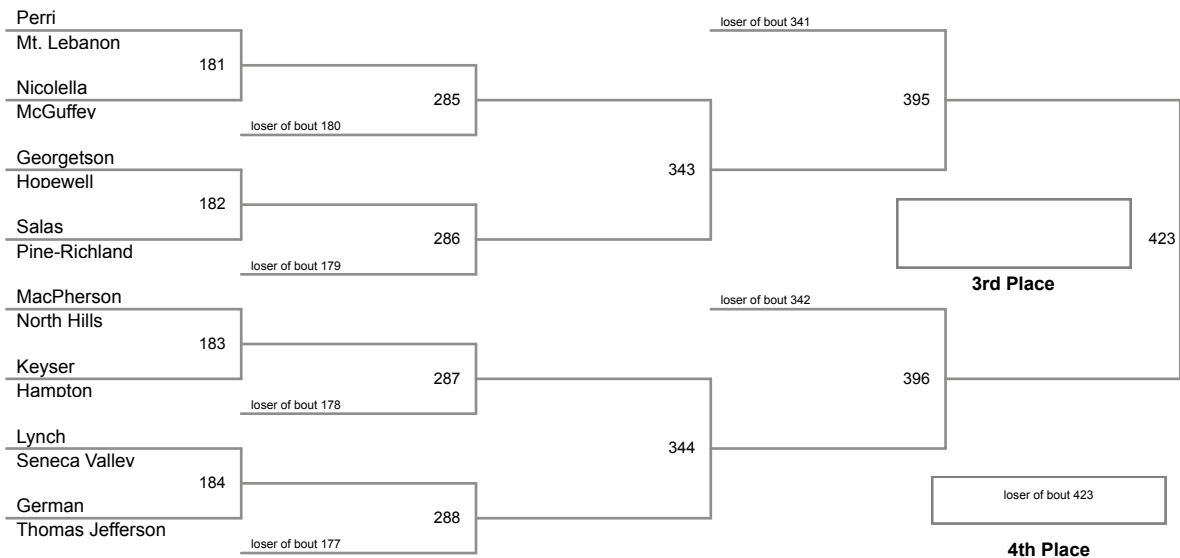 Perri
loser of bout 341
Mt. Lebanon
181
Nicolella
285
395
McGuffey
loser of bout 180
Georgetson
343
Hopewell
182
Salas
286
423
Pine-Richland
loser of bout 179
3rd Place
MacPherson
loser of bout 342
North Hills
183
Keyser
287
396
Hampton
loser of bout 178
Lynch
344
Seneca Valley
184
loser of bout 423
German
288
Thomas Jefferson
loser of bout 177
4th Place